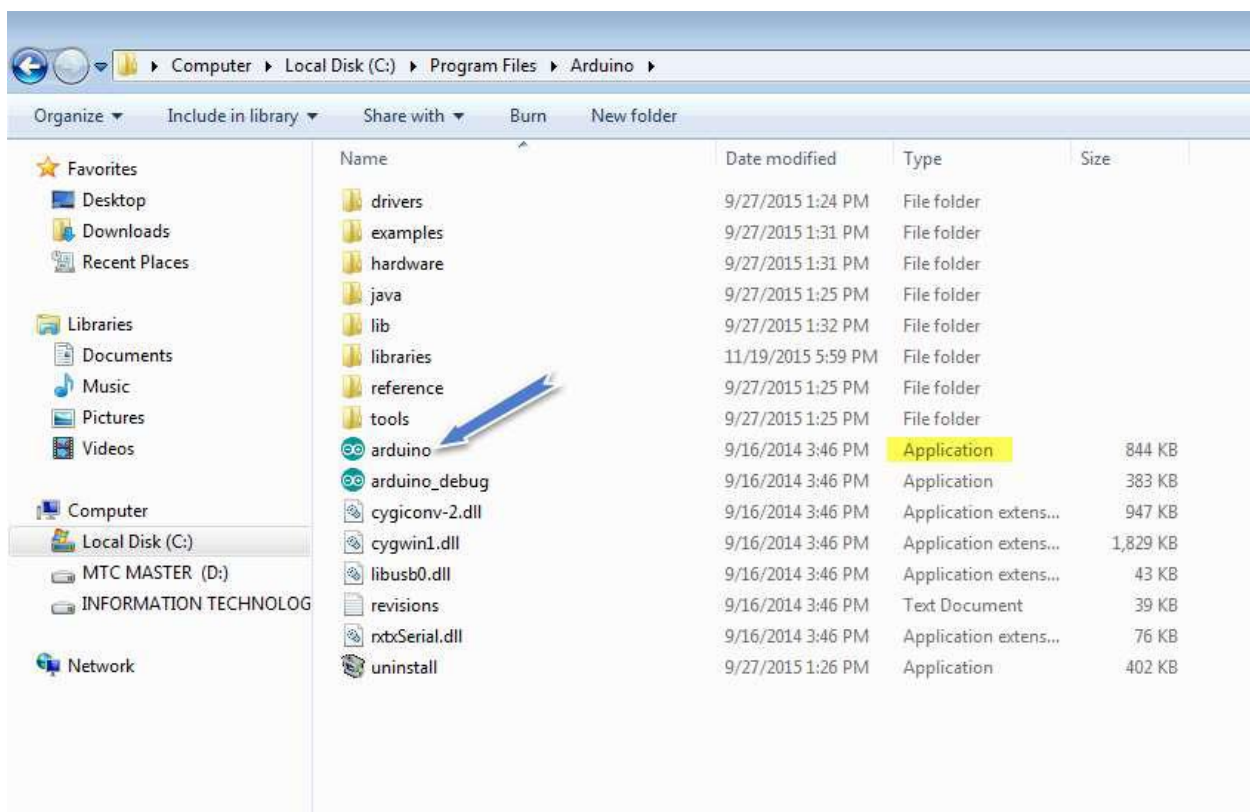 Computer Local Disk (C:) Program Files Arduino
Organize Include in library Share with Burn New folder
Favorites
Desktop
Downloads
Recent Places
Libraries
Documents
Music
Pictures
Videos
Computer
Local Disk (C:)
MTC MASTER (D:)
INFORMATION TECHNOLOG
Network
Name Date modified Type Size
drivers 9/27/2015 1:24 PM File folder
examples 9/27/2015 1:31 PM File folder
hardware 9/27/2015 1:31 PM File folder
java 9/27/2015 1:25 PM File folder
lib 9/27/2015 1:32 PM File folder
libraries 11/19/2015 5:59 PM File folder
reference 9/27/2015 1:25 PM File folder
tools 9/27/2015 1:25 PM File folder
arduino 9/16/2014 3:46 PM Application 844 KB
arduino_debug 9/16/2014 3:46 PM Application 383 KB
cygiconv-2.dll 9/16/2014 3:46 PM Application extens... 947 KB
cygwin1.dll 9/16/2014 3:46 PM Application extens... 1,829 KB
libusb0.dll 9/16/2014 3:46 PM Application extens... 43 KB
revisions 9/16/2014 3:46 PM Text Document 39 KB
rxtxSerial.dll 9/16/2014 3:46 PM Application extens... 76 KB
uninstall 9/27/2015 1:26 PM Application 402 KB